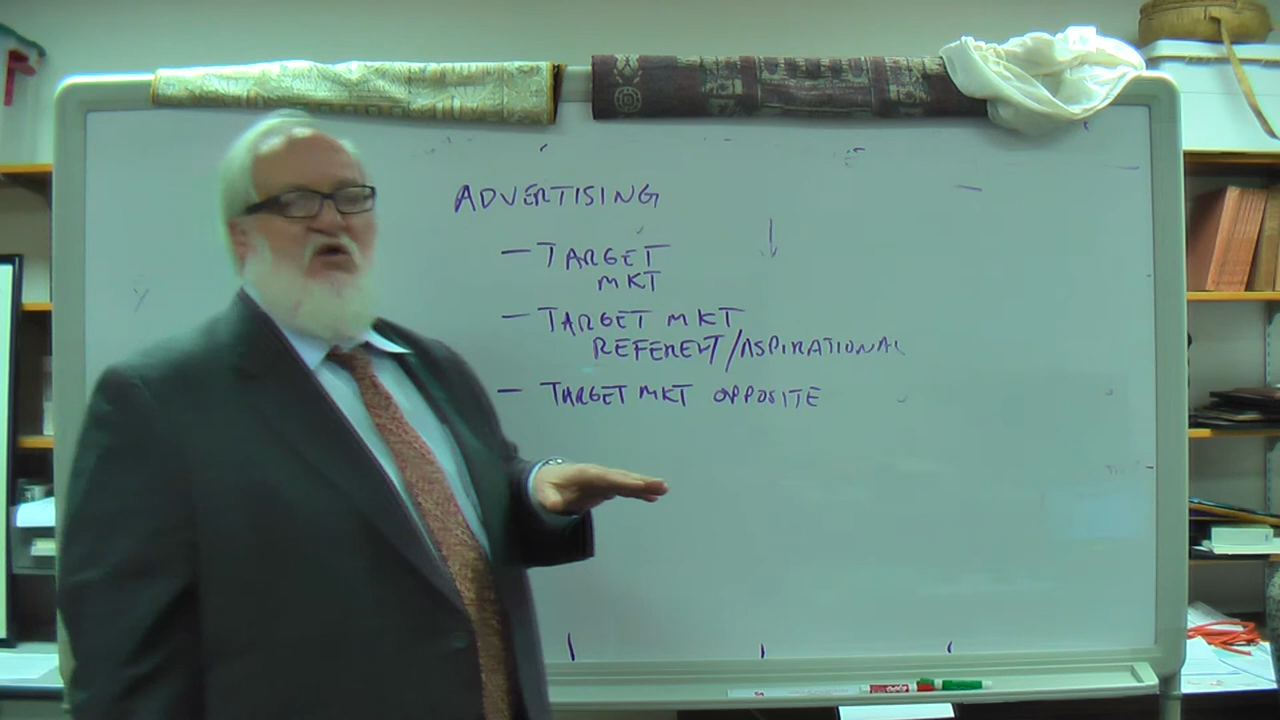 ADVERTISING
- TARGET
MKT
- TARGET MKT
REFERENT/ASPIRATIONAL
- TARGET MKT OPPOSITE